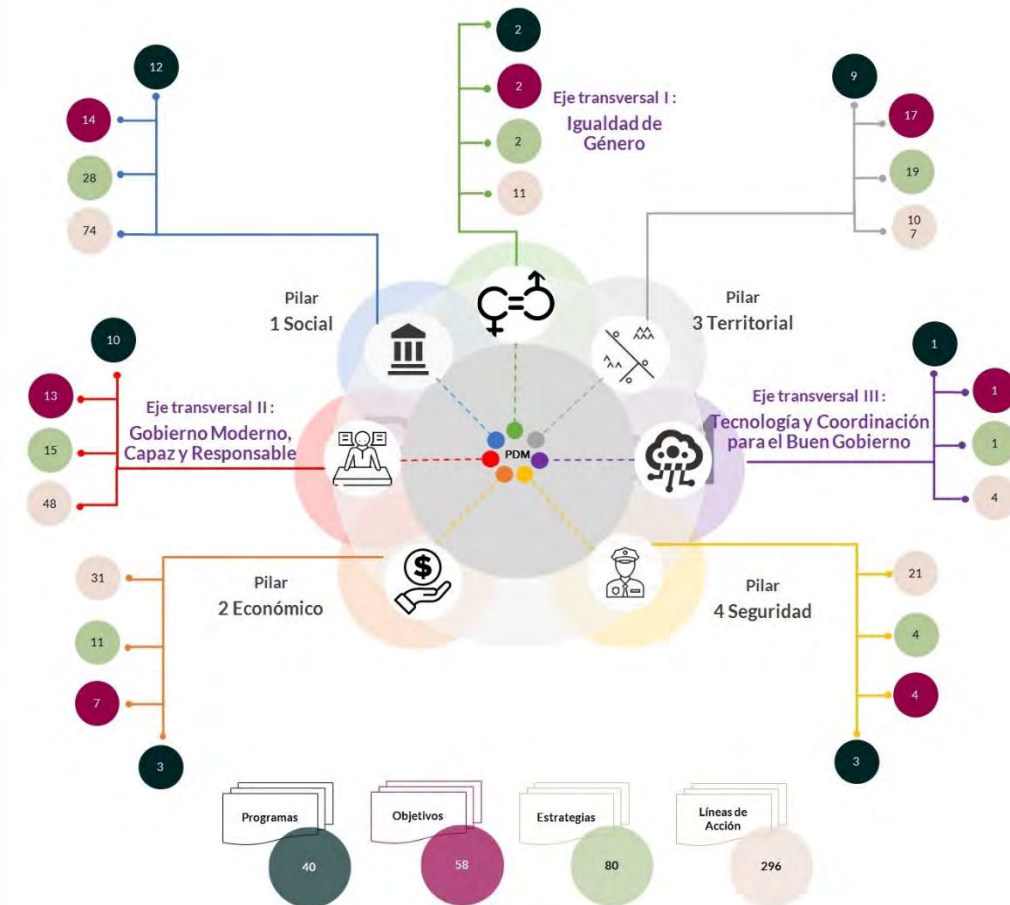 2
2
Eje transversal I :
Igualdad de
Género
2
11
12
14
28
74
9
17
19
10
7
Pilar
1 Social
Pilar
3 Territorial
10
13
15
48
Eje transversal II :
Gobierno Moderno,
Capaz y Responsable
1
1
1
4
Eje transversal III :
Tecnología y Coordinación
para el Buen Gobierno
PDM
$
31
11
7
3
Pilar
2 Económico
Pilar
4 Seguridad
21
4
4
3
Programas
40
Objetivos
58
Estrategias
80
Líneas de
Acción
296